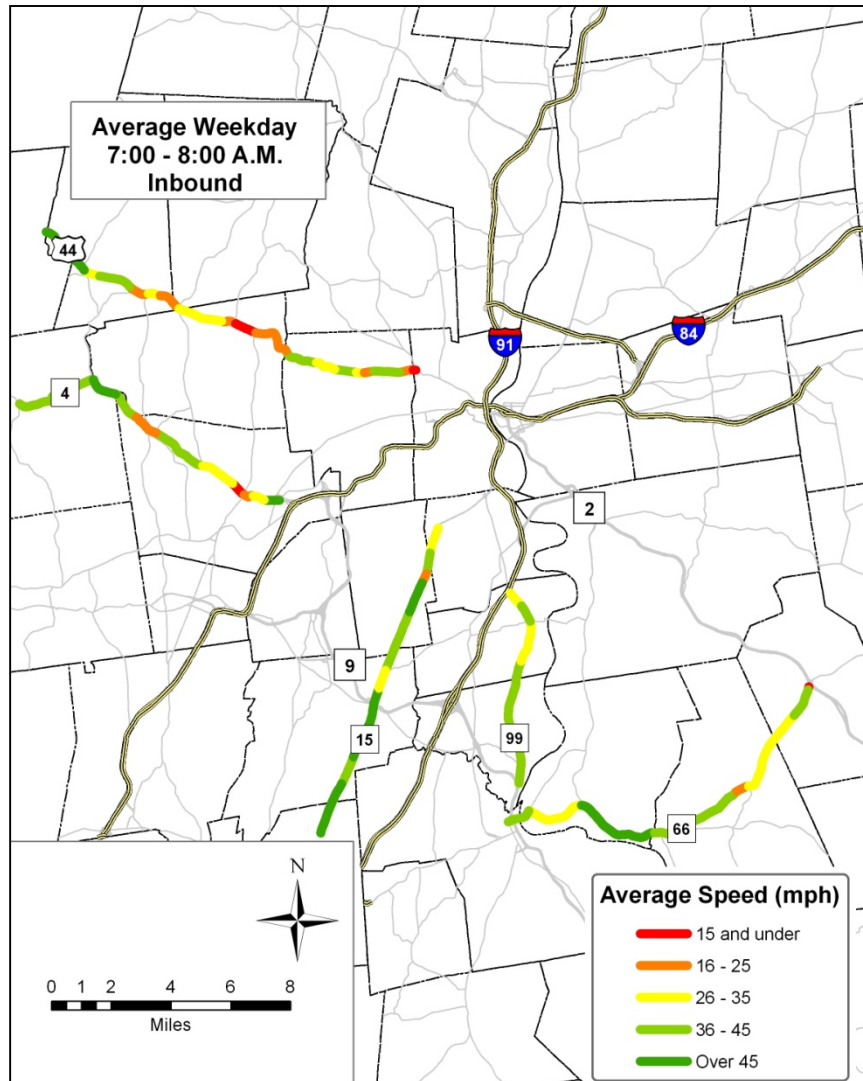 Average Weekday
7:00 - 8:00 A.M.
Inbound
44
91
84
4
2
9
15
99
66
N
0 1 2 4 6 8
Miles
Average Speed (mph)
15 and under
16 - 25
26 - 35
36 - 45
Over 45